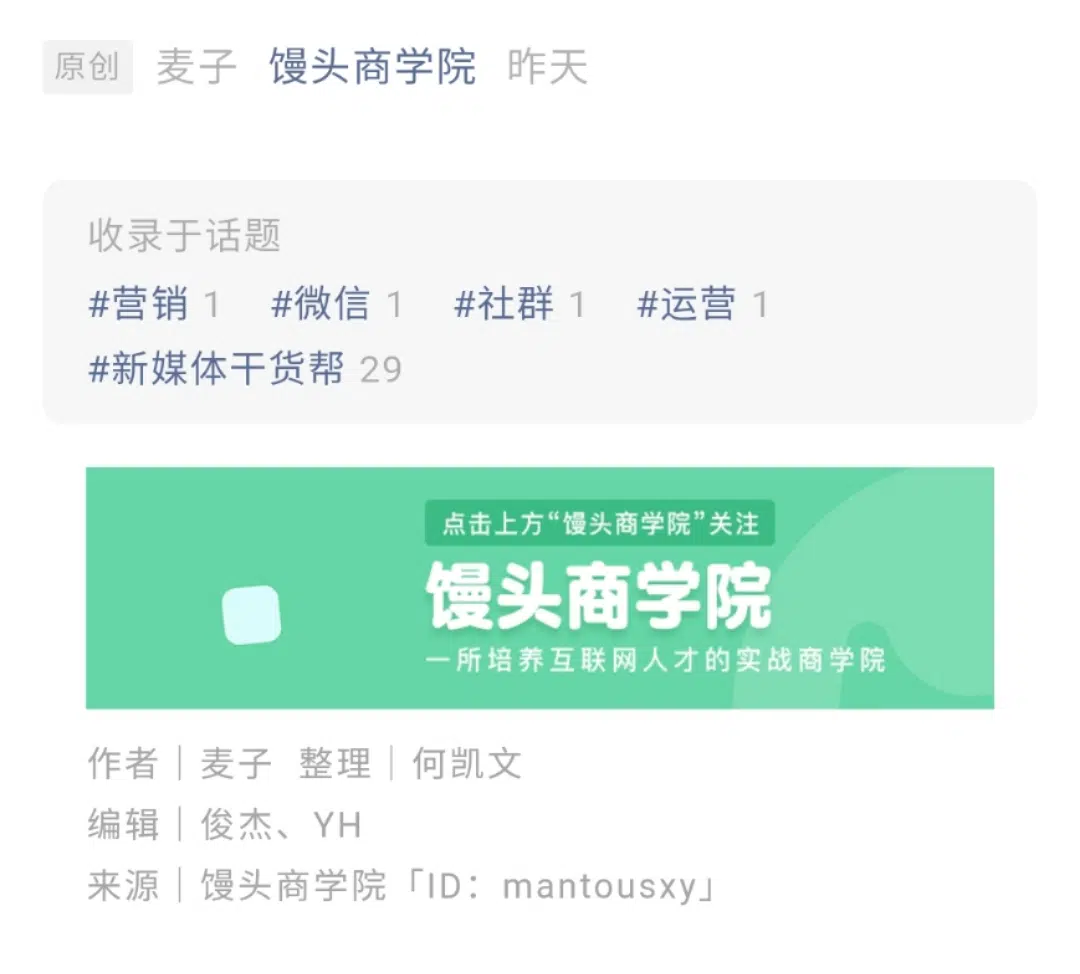 原创 麦子 馒头商学院 昨天
收录于话题
#营销 1 #微信 1 #社群 1 #运营 1
#新媒体干货帮 29
点击上方“馒头商学院”关注
馒头商学院
一所培养互联网人才的实战商学院
作者｜麦子 整理｜何凯文
编辑｜俊杰、YH
来源｜馒头商学院「ID：mantousxy」